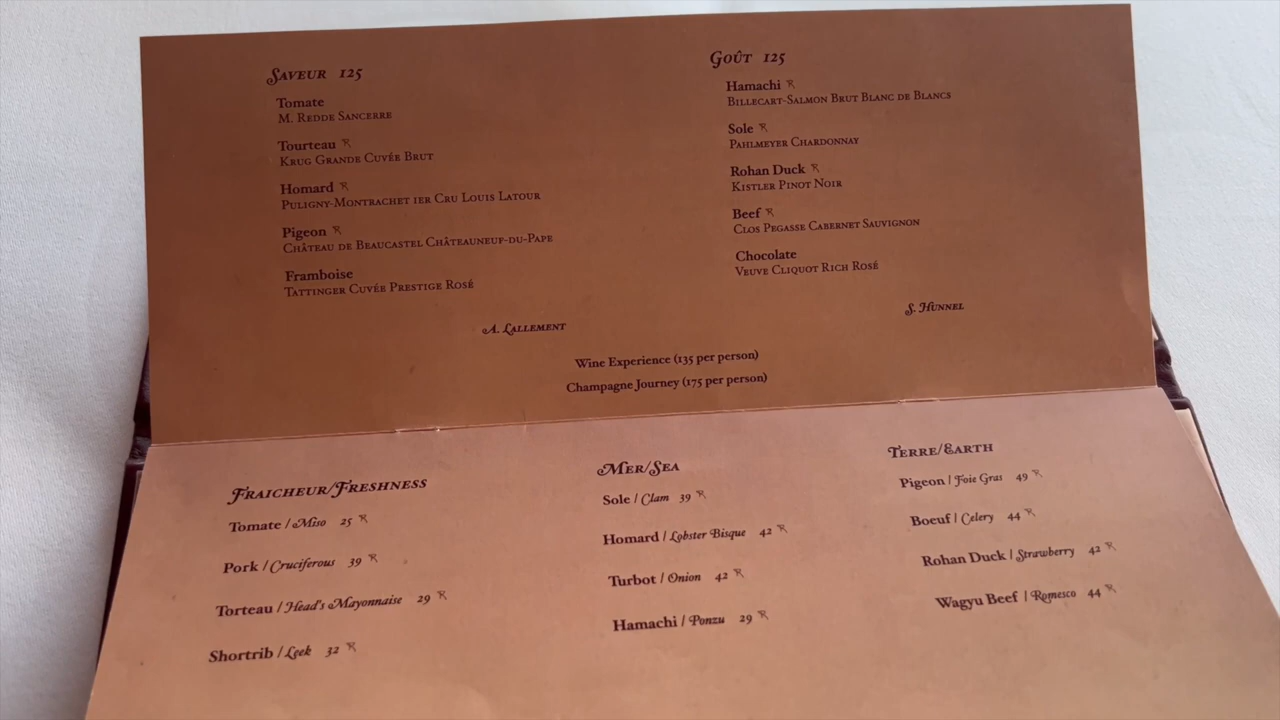 Saveur 125
Tomate
M. Redde Sancerre
Tourteau R
Krug Grande Cuvée Brut
Homard R
Puligny-Montrachet 1er Cru Louis Latour
Pigeon R
Château de Beaucastel Châteauneuf-du-Pape
Framboise
Tattinger Cuvée Prestige Rosé
A. Lallement
Goût 125
Hamachi R
Billecart-Salmon Brut Blanc de Blancs
Sole R
Pahlmeyer Chardonnay
Rohan Duck R
Kistler Pinot Noir
Beef R
Clos Pegasse Cabernet Sauvignon
Chocolate
Veuve Cliquot Rich Rosé
S. Hunnel
Wine Experience (135 per person)
Champagne Journey (175 per person)
Fraicheur/Freshness
Tomate / Miso 25 R
Pork / Cruciferous 39 R
Torteau / Head's Mayonnaise 29 R
Shortrib / Leek 32 R
Mer/Sea
Sole / Clam 39 R
Homard / Lobster Bisque 42 R
Turbot / Onion 42 R
Hamachi / Ponzu 29 R
Terre/Earth
Pigeon / Foie Gras 49 R
Boeuf / Celery 44 R
Rohan Duck / Strawberry 42 R
Wagyu Beef / Romesco 44 R